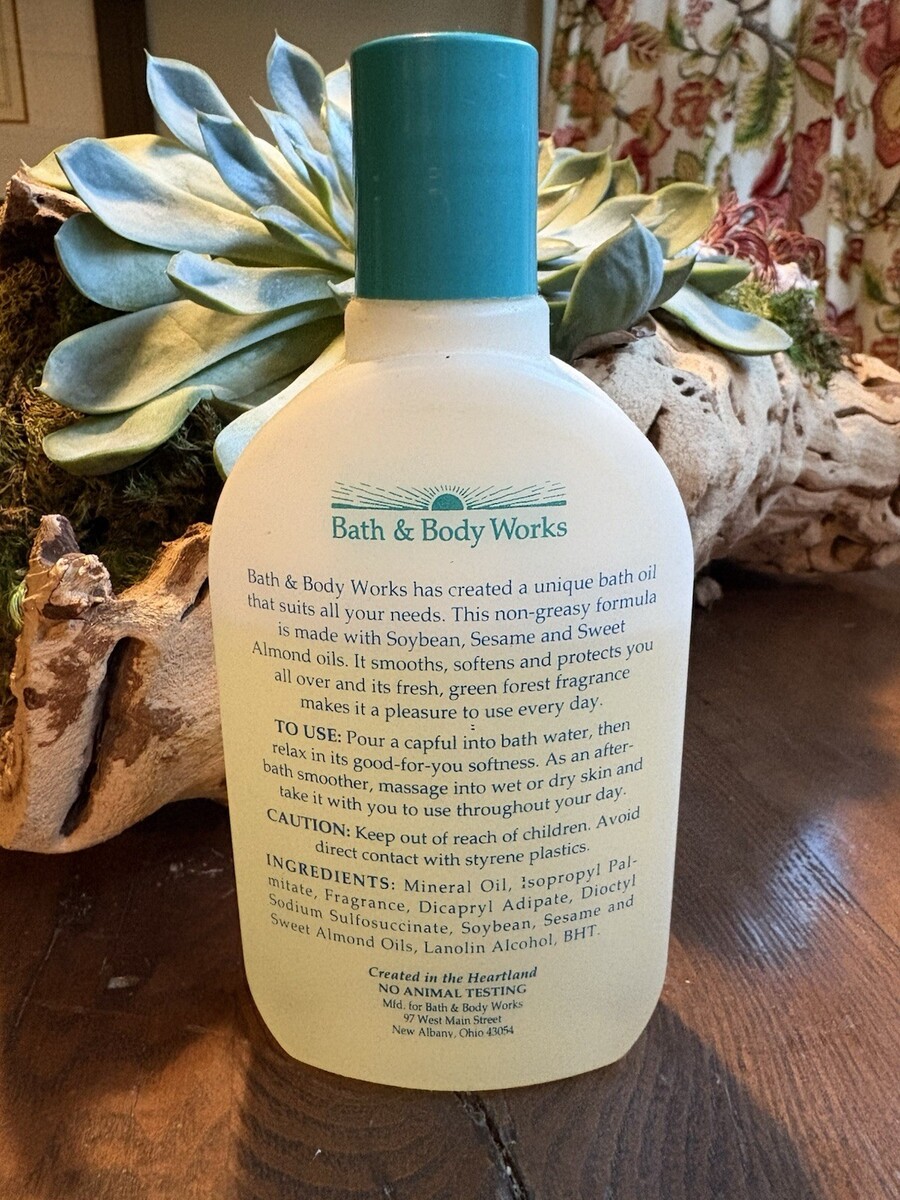 Bath & Body Works
Bath & Body Works has created a unique bath oil
that suits all your needs. This non-greasy formula
is made with Soybean, Sesame and Sweet
Almond oils. It smooths, softens and protects you
all over and its fresh, green forest fragrance
makes it a pleasure to use every day.
TO USE: Pour a capful into bath water, then
relax in its good-for-you softness. As an after-
bath smoother, massage into wet or dry skin and
take it with you to use throughout your day.
CAUTION: Keep out of reach of children. Avoid
direct contact with styrene plastics.
INGREDIENTS: Mineral Oil, Isopropyl Pal-
mitate, Fragrance, Dicapryl Adipate, Dioctyl
Sodium Sulfosuccinate, Soybean, Sesame and
Sweet Almond Oils, Lanolin Alcohol, BHT.
Created in the Heartland
NO ANIMAL TESTING
Mfd. for Bath & Body Works
97 West Main Street
New Albany, Ohio 43054